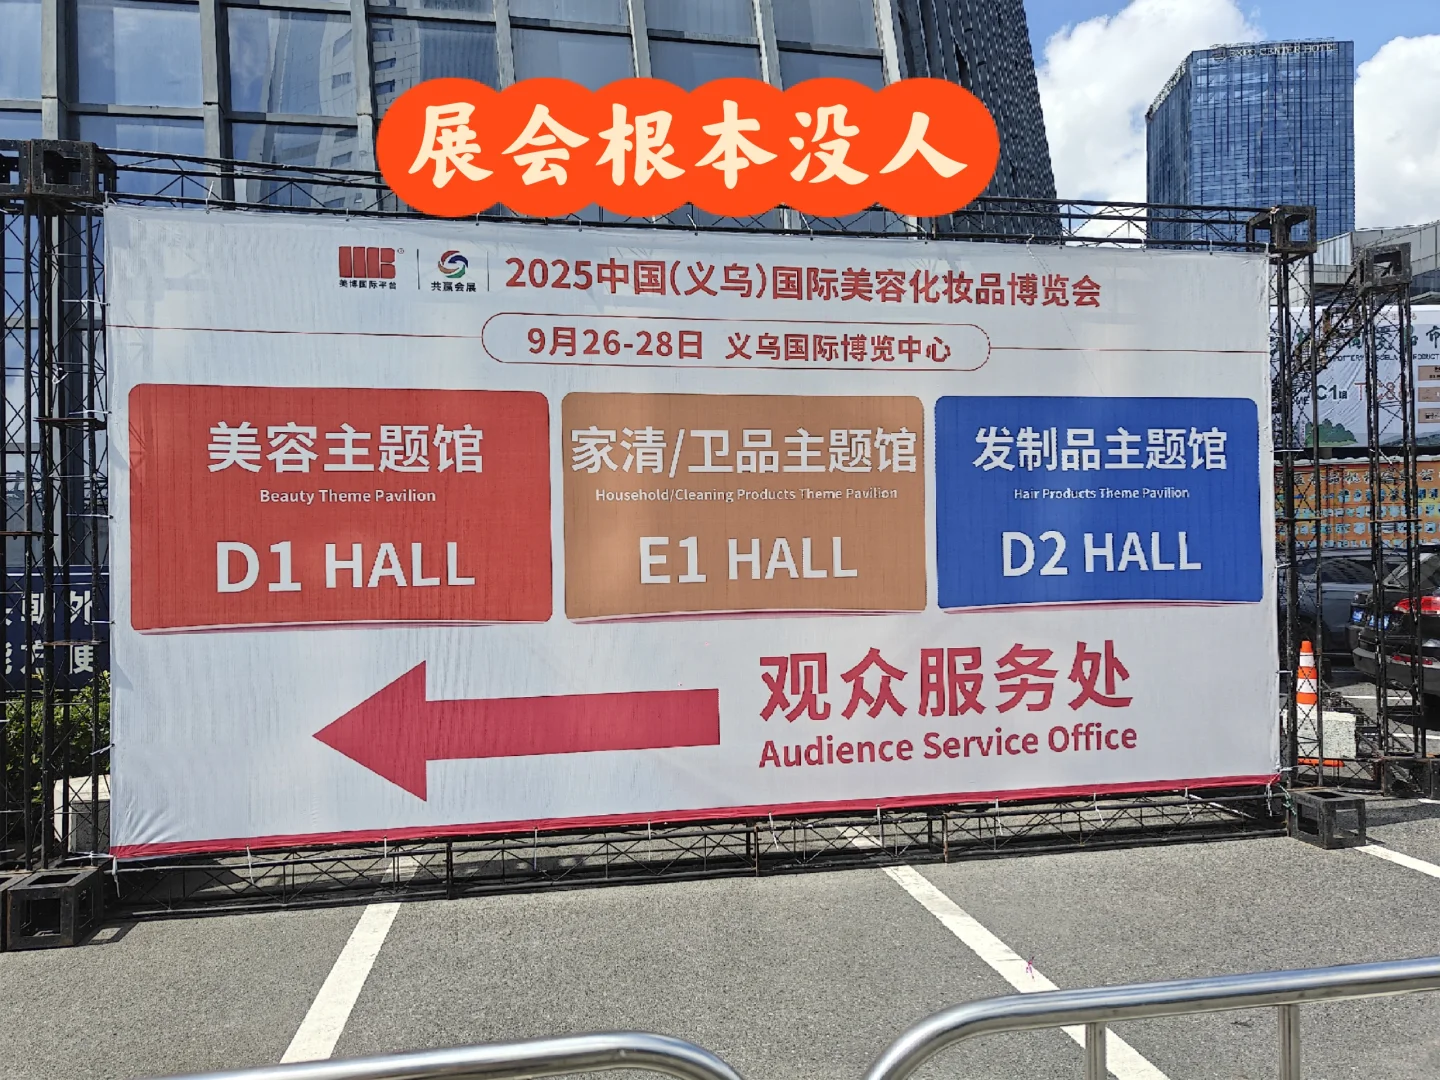 展会根本没人
EXPO CENTER HOTE
美博国际平台
共赢会展
2025中国(义乌)国际美容化妆品博览会
9月26-28日 义乌国际博览中心
美容主题馆
Beauty Theme Pavilion
D1 HALL
家清/卫品主题馆
Household/Cleaning Products Theme Pavilion
E1 HALL
发制品主题馆
Hair Products Theme Pavilion
D2 HALL
观众服务处
Audience Service Office
C1